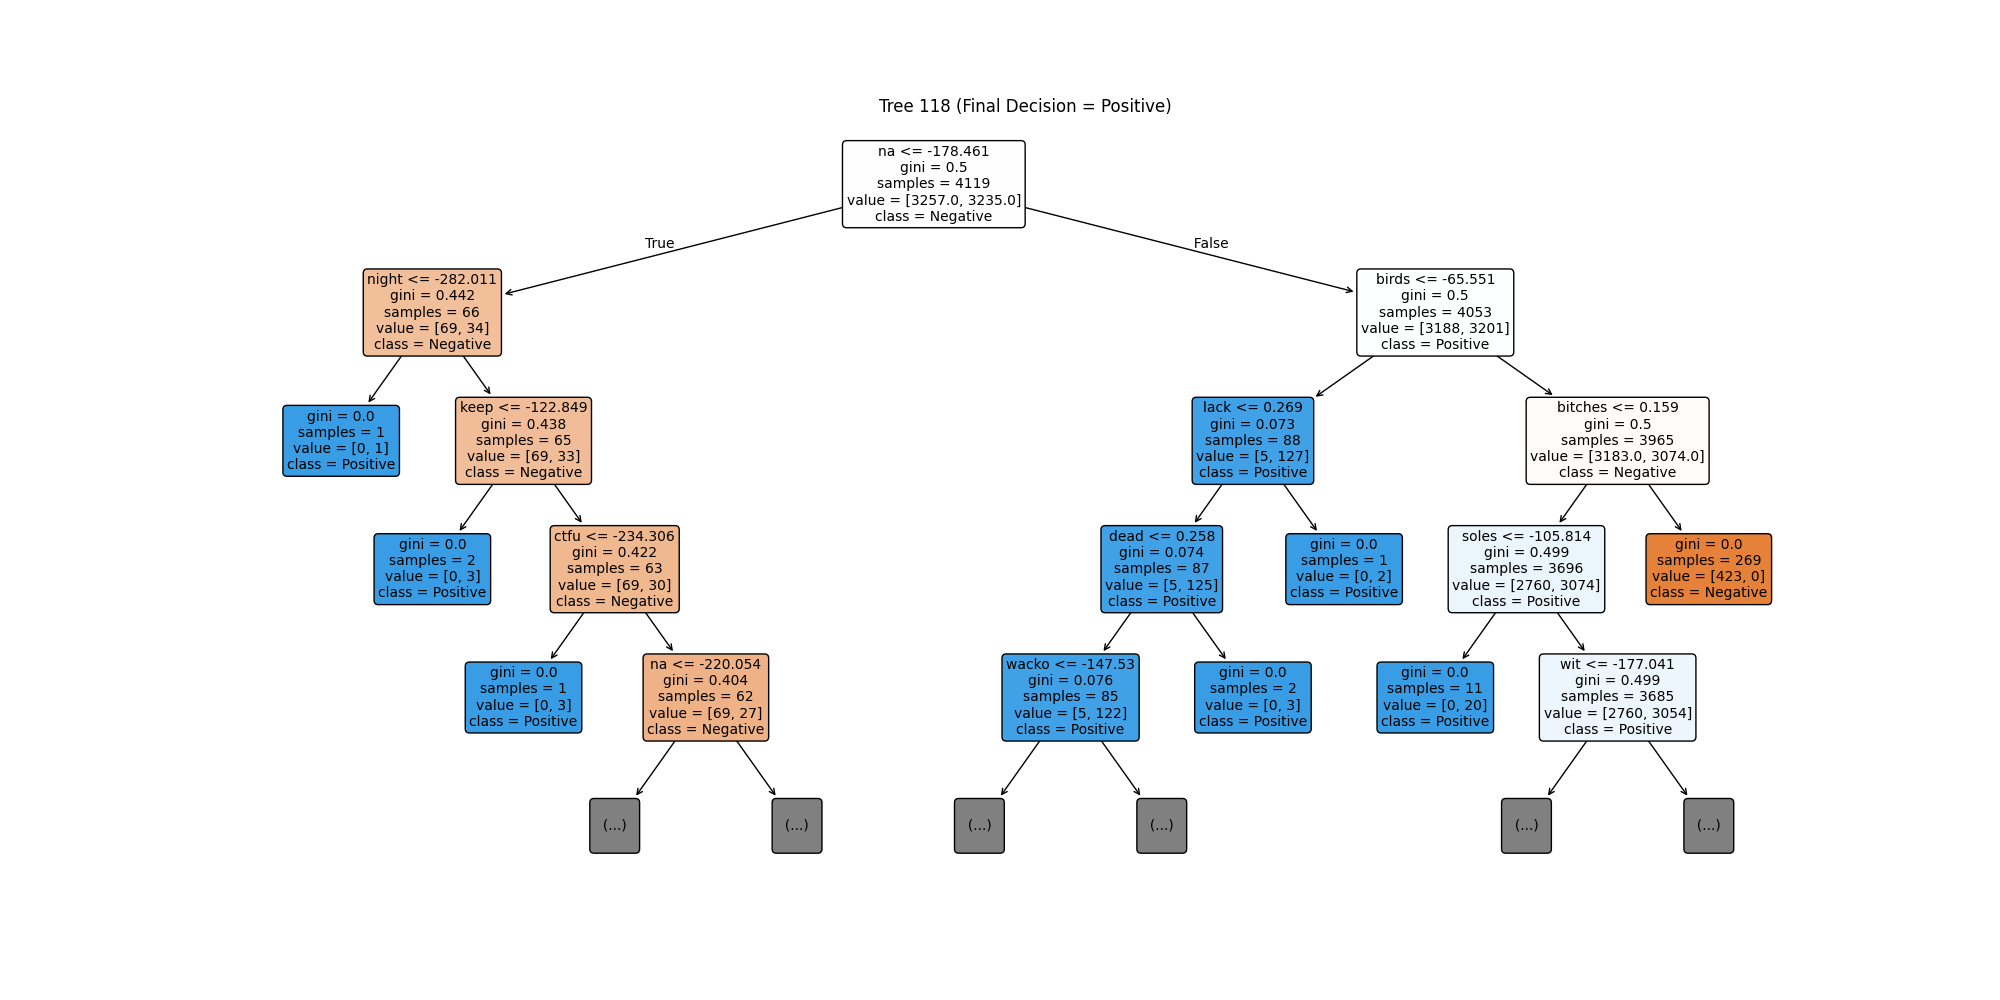 Tree 118 (Final Decision = Positive)
na <= -178.461
gini = 0.5
samples = 4119
value = [3257.0, 3235.0]
class = Negative
True
False
night <= -282.011
gini = 0.442
samples = 66
value = [69, 34]
class = Negative
birds <= -65.551
gini = 0.5
samples = 4053
value = [3188, 3201]
class = Positive
gini = 0.0
samples = 1
value = [0, 1]
class = Positive
keep <= -122.849
gini = 0.438
samples = 65
value = [69, 33]
class = Negative
lack <= 0.269
gini = 0.073
samples = 88
value = [5, 127]
class = Positive
bitches <= 0.159
gini = 0.5
samples = 3965
value = [3183.0, 3074.0]
class = Negative
gini = 0.0
samples = 2
value = [0, 3]
class = Positive
ctfu <= -234.306
gini = 0.422
samples = 63
value = [69, 30]
class = Negative
dead <= 0.258
gini = 0.074
samples = 87
value = [5, 125]
class = Positive
gini = 0.0
samples = 1
value = [0, 2]
class = Positive
soles <= -105.814
gini = 0.499
samples = 3696
value = [2760, 3074]
class = Positive
gini = 0.0
samples = 269
value = [423, 0]
class = Negative
gini = 0.0
samples = 1
value = [0, 3]
class = Positive
na <= -220.054
gini = 0.404
samples = 62
value = [69, 27]
class = Negative
wacko <= -147.53
gini = 0.076
samples = 85
value = [5, 122]
class = Positive
gini = 0.0
samples = 2
value = [0, 3]
class = Positive
gini = 0.0
samples = 11
value = [0, 20]
class = Positive
wit <= -177.041
gini = 0.499
samples = 3685
value = [2760, 3054]
class = Positive
(...)
(...)
(...)
(...)
(...)
(...)